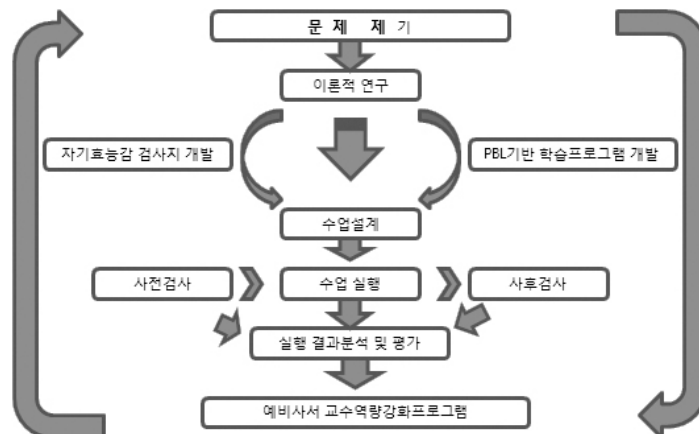 문 제 제 기
이론적 연구
자기효능감 검사지 개발
PBL기반 학습프로그램 개발
수업설계
사전검사
수업 실행
사후검사
실행 결과분석 및 평가
예비사서 교수역량강화프로그램